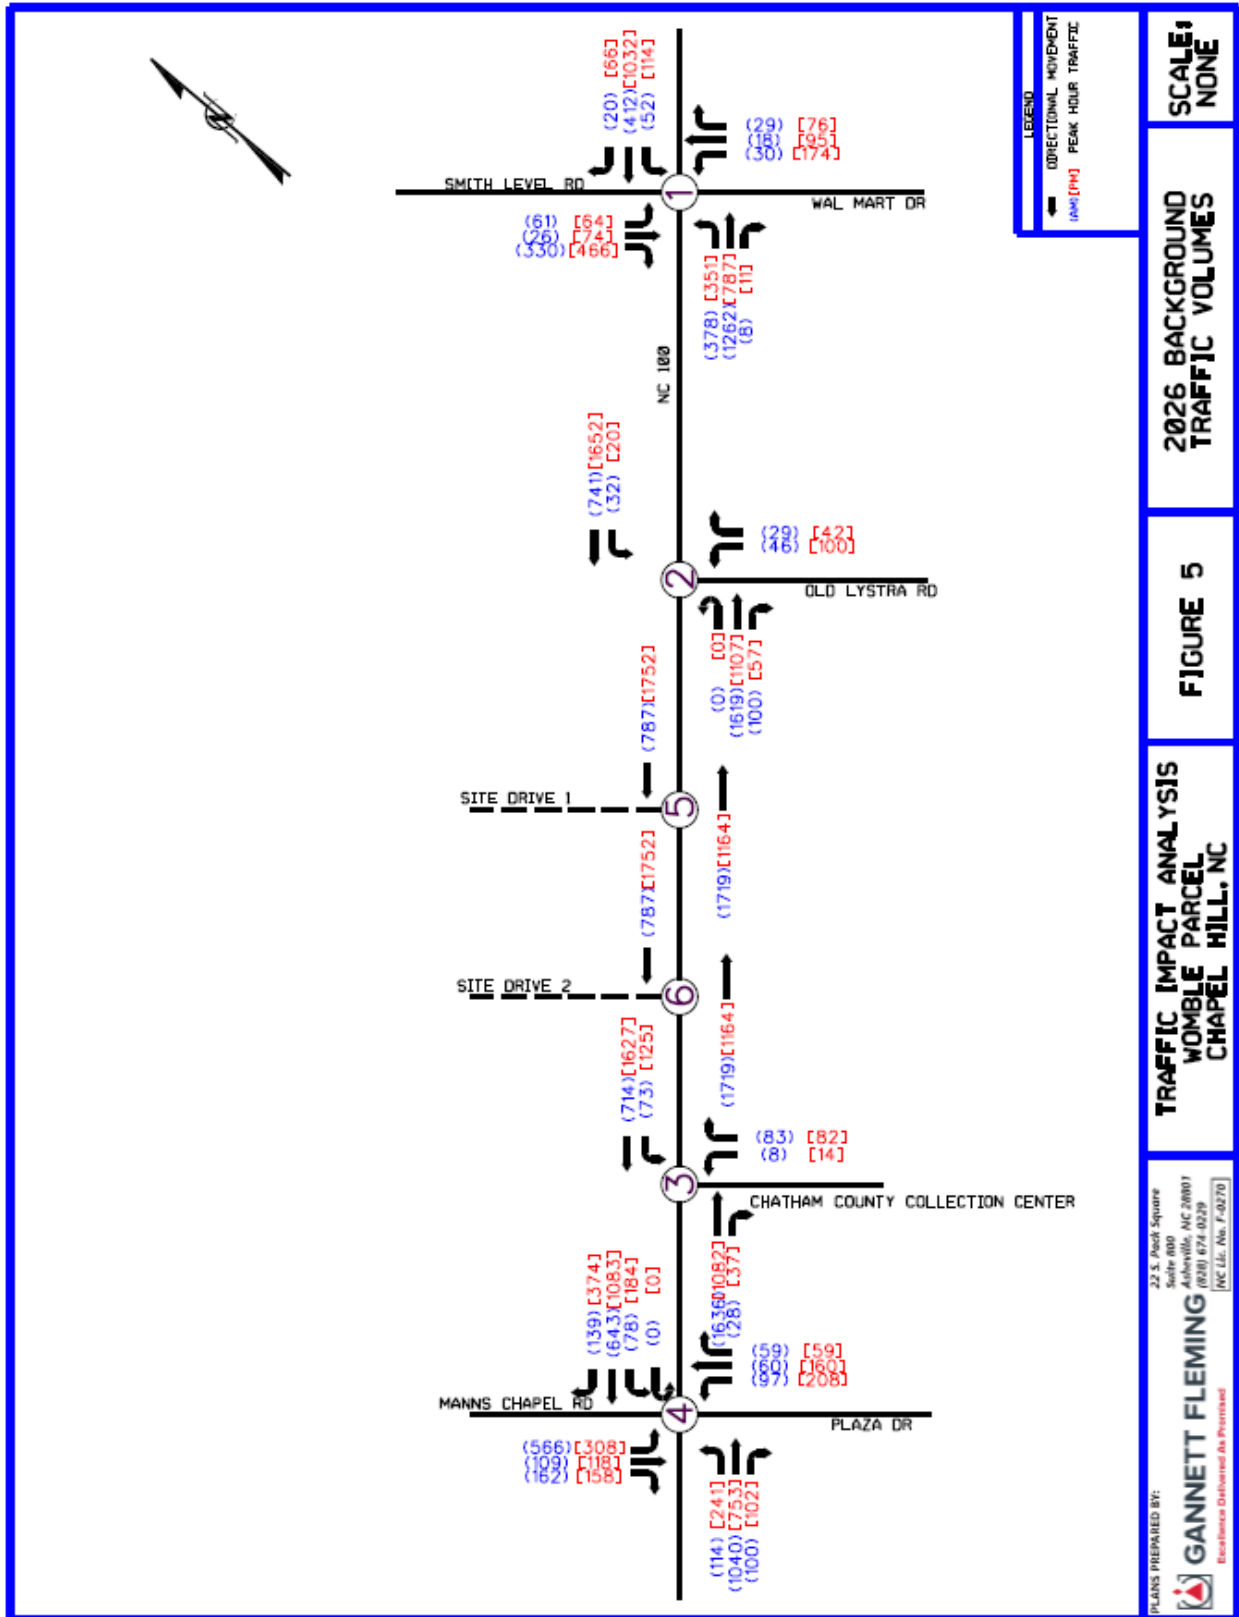 LEGEND
DIRECTIONAL MOVEMENT
(AM)[PM] PEAK HOUR TRAFFIC
SCALE:
NONE
2026 BACKGROUND
TRAFFIC VOLUMES
FIGURE 5
TRAFFIC IMPACT ANALYSIS
WOMBLE PARCEL
CHAPEL HILL, NC
PLANS PREPARED BY:
GANNETT FLEMING
Excellence Delivered As Promised
22 S. Pack Square
Suite 800
Asheville, NC 28801
(828) 674-0229
NC Lic. No. F-0270
(20) [66]
(412)[1032]
(52) [114]
(29) [76]
(18) [95]
(30) [174]
SMITH LEVEL RD
1
WAL MART DR
(61) [64]
(26) [74]
(330)[466]
(378) [351]
(1262)[787]
(8) [11]
NC 100
(741)[1652]
(32) [20]
(29) [42]
(46) [100]
2
OLD LYSTRA RD
(0) [0]
(1619)[1107]
(100) [57]
(787)[1752]
SITE DRIVE 1
5
(1719)[1164]
(787)[1752]
SITE DRIVE 2
6
(1719)[1164]
(714)[1627]
(73) [125]
(83) [82]
(8) [14]
3
CHATHAM COUNTY COLLECTION CENTER
(1636)[1082]
(28) [37]
(139) [374]
(643)[1083]
(78) [184]
(0) [0]
(59) [59]
(60) [160]
(97) [208]
MANNS CHAPEL RD
4
PLAZA DR
(566)[308]
(109) [118]
(162) [158]
(114) [241]
(1040)[753]
(100) [102]